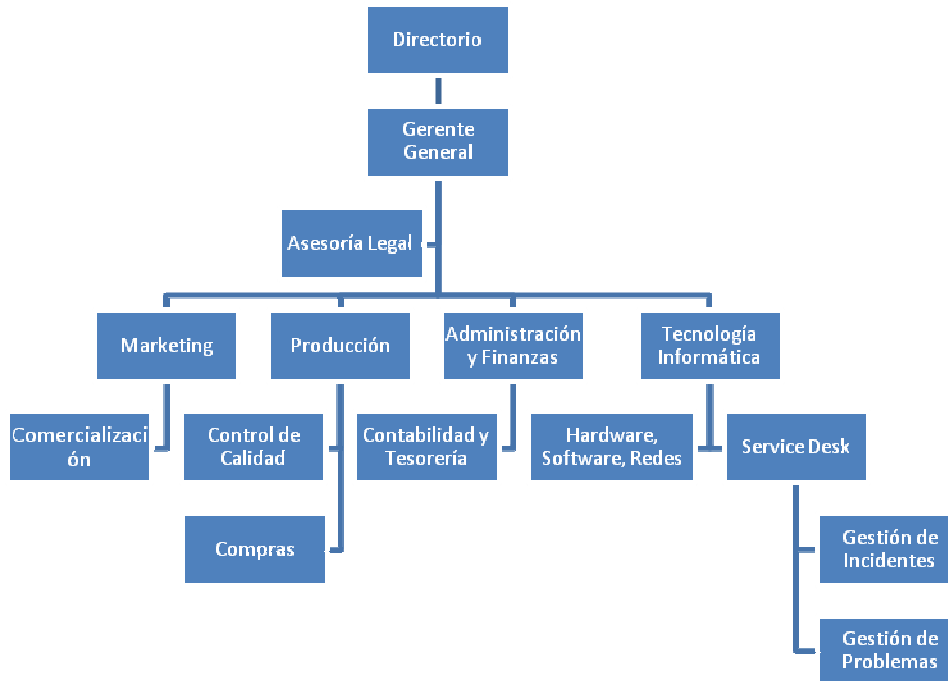 Directorio
Gerente
General
Asesoría Legal
Marketing
Producción
Administración
y Finanzas
Tecnología
Informática
Comercializaci
ón
Control de
Calidad
Contabilidad y
Tesorería
Hardware,
Software, Redes
Service Desk
Compras
Gestión de
Incidentes
Gestión de
Problemas